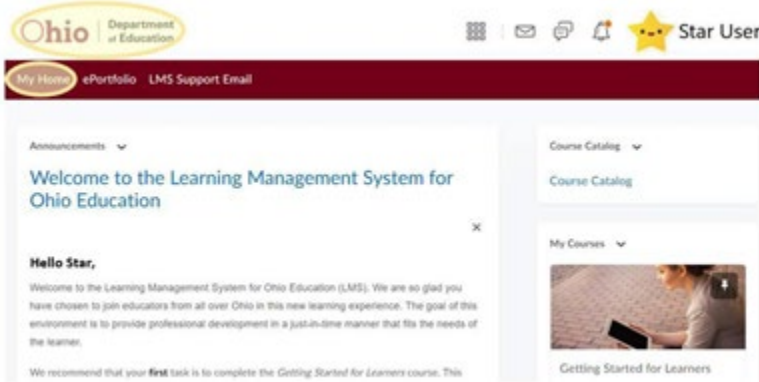 Ohio Department
of Education
Star User
My Home ePortfolio LMS Support Email
Announcements
Welcome to the Learning Management System for
Ohio Education
Hello Star,
Welcome to the Learning Management System for Ohio Education (LMS). We are so glad you
have chosen to join educators from all over Ohio in this new learning experience. The goal of this
environment is to provide professional development in a just-in-time manner that fits the needs of
the learner.
We recommend that your first task is to complete the Getting Started for Learners course. This
Course Catalog
Course Catalog
My Courses
Getting Started for Learners